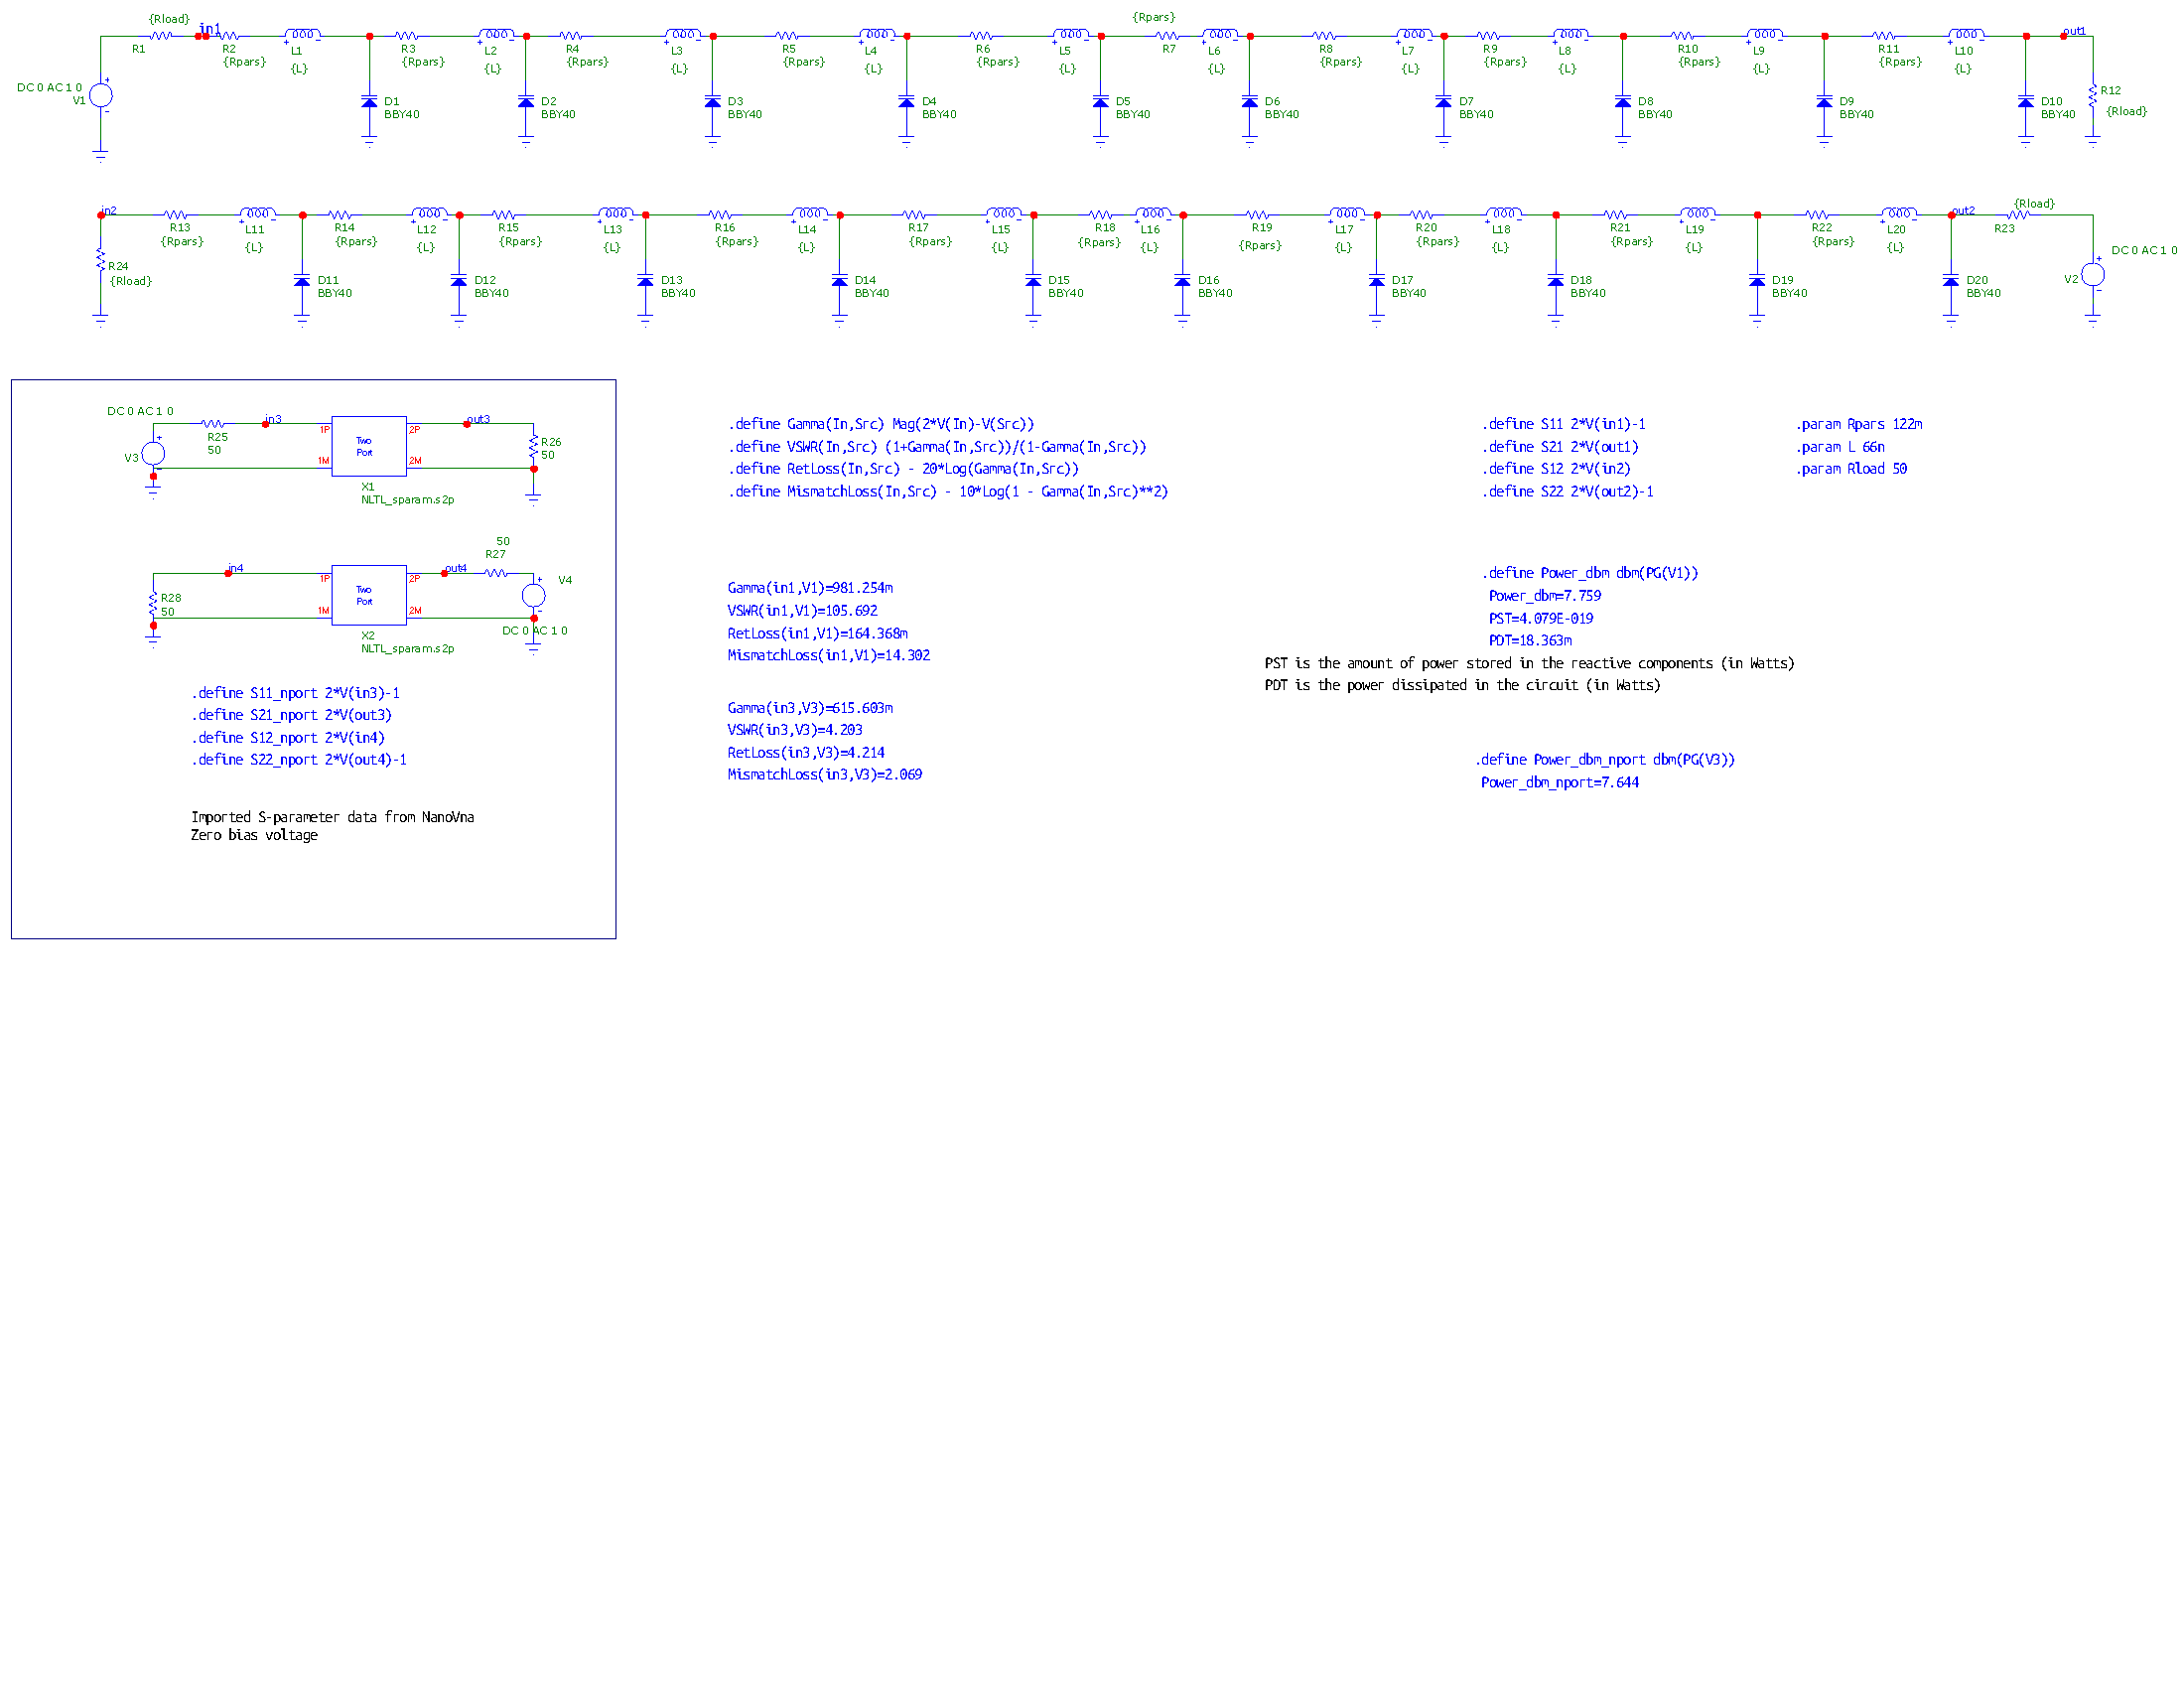 {Rload}
in1
{Rpars}
out1
R1 R2 L1 R3 L2 R4 L3 R5 L4 R6 L5 R7 L6 R8 L7 R9 L8 R10 L9 R11 L10
{Rpars} {L} {Rpars} {L} {Rpars} {L} {Rpars} {L} {Rpars} {L} {L} {Rpars} {L} {Rpars} {L} {Rpars} {L} {Rpars} {L}
DC 0 AC 1 0
V1
D1 D2 D3 D4 D5 D6 D7 D8 D9 D10
BBY40 BBY40 BBY40 BBY40 BBY40 BBY40 BBY40 BBY40 BBY40 BBY40
R12
{Rload}
in2
out2
{Rload}
R13 L11 R14 L12 R15 L13 R16 L14 R17 L15 R18 L16 R19 L17 R20 L18 R21 L19 R22 L20 R23
{Rpars} {L} {Rpars} {L} {Rpars} {L} {Rpars} {L} {Rpars} {L} {Rpars} {L} {Rpars} {L} {Rpars} {L} {Rpars} {L} {Rpars} {L}
R24
{Rload}
D11 D12 D13 D14 D15 D16 D17 D18 D19 D20
BBY40 BBY40 BBY40 BBY40 BBY40 BBY40 BBY40 BBY40 BBY40 BBY40
DC 0 AC 1 0
V2
DC 0 AC 1 0
in3
out3
R25
50
V3
1P
2P
Two
Port
1M
2M
R26
50
X1
NLTL_sparam.s2p
50
R27
in4
out4
V4
1P
2P
Two
Port
1M
2M
R28
50
DC 0 AC 1 0
X2
NLTL_sparam.s2p
.define S11_nport 2*V(in3)-1
.define S21_nport 2*V(out3)
.define S12_nport 2*V(in4)
.define S22_nport 2*V(out4)-1
Imported S-parameter data from NanoVna
Zero bias voltage
.define Gamma(In,Src) Mag(2*V(In)-V(Src))
.define VSWR(In,Src) (1+Gamma(In,Src))/(1-Gamma(In,Src))
.define RetLoss(In,Src) - 20*Log(Gamma(In,Src))
.define MismatchLoss(In,Src) - 10*Log(1 - Gamma(In,Src)**2)
Gamma(in1,V1)=981.254m
VSWR(in1,V1)=105.692
RetLoss(in1,V1)=164.368m
MismatchLoss(in1,V1)=14.302
Gamma(in3,V3)=615.603m
VSWR(in3,V3)=4.203
RetLoss(in3,V3)=4.214
MismatchLoss(in3,V3)=2.069
.define S11 2*V(in1)-1
.define S21 2*V(out1)
.define S12 2*V(in2)
.define S22 2*V(out2)-1
.param Rpars 122m
.param L 66n
.param Rload 50
.define Power_dbm dbm(PG(V1))
Power_dbm=7.759
PST=4.079E-019
PDT=18.363m
PST is the amount of power stored in the reactive components (in Watts)
PDT is the power dissipated in the circuit (in Watts)
.define Power_dbm_nport dbm(PG(V3))
Power_dbm_nport=7.644